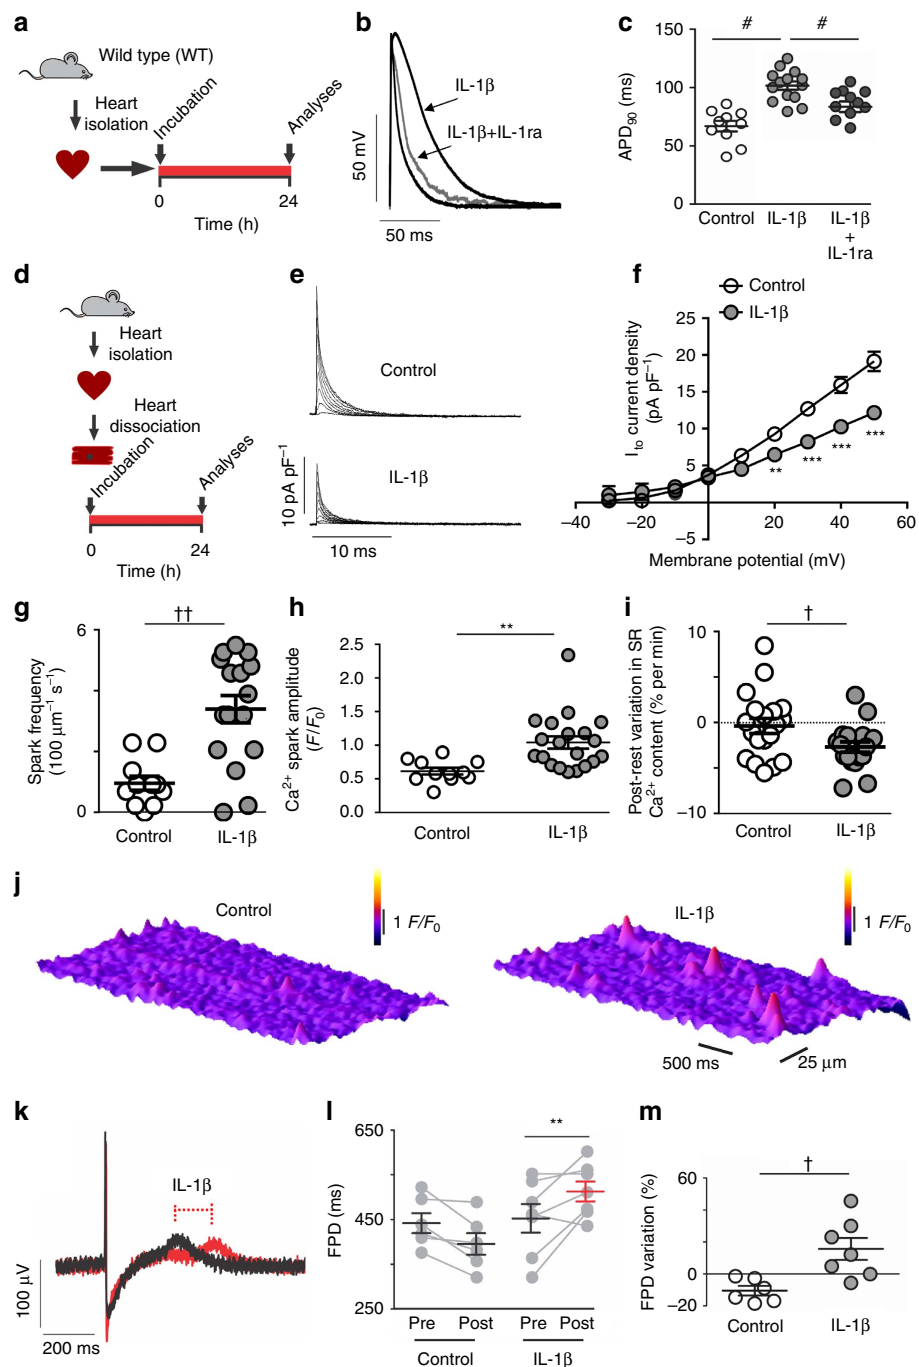 a
Wild type (WT)
Heart
isolation
Incubation
Analyses
0
24
Time (h)
b
50 mV
IL-1β
IL-1β+IL-1ra
50 ms
c
APD90 (ms)
#
#
150
100
50
0
Control
IL-1β
IL-1β
+
IL-1ra
d
Heart
isolation
Heart
dissociation
Incubation
Analyses
0
24
Time (h)
e
Control
IL-1β
10 pA pF−1
10 ms
f
Control
IL-1β
Ito current density
(pA pF−1)
25
20
15
10
5
−5
**
***
***
***
−40
−20
0
20
40
60
Membrane potential (mV)
g
††
Spark frequency
(100 μm−1 s−1)
6
0
Control
IL-1β
h
**
Ca2+ spark amplitude
(F/F0)
2.5
2.0
1.5
1.0
0.5
0.0
Control
IL-1β
i
†
Post-rest variation in SR
Ca2+ content (% per min)
10
0
−10
Control
IL-1β
j
Control
1 F/F0
IL-1β
1 F/F0
500 ms
25 μm
k
IL-1β
100 μV
200 ms
l
**
FPD (ms)
650
450
250
Pre
Post
Pre
Post
Control
IL-1β
m
†
FPD variation (%)
60
0
−20
Control
IL-1β